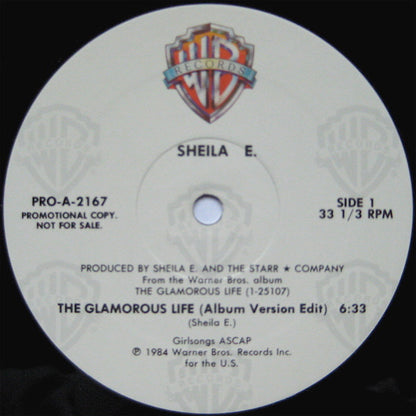 WB
RECORDS
SHEILA E.
PRO-A-2167
PROMOTIONAL COPY.
NOT FOR SALE.
SIDE 1
33 1/3 RPM
PRODUCED BY SHEILA E. AND THE STARR ★ COMPANY
From the Warner Bros. album
THE GLAMOROUS LIFE (1-25107)
THE GLAMOROUS LIFE (Album Version Edit) 6:33
(Sheila E.)
Girlsongs ASCAP
℗ 1984 Warner Bros. Records Inc.
for the U.S.